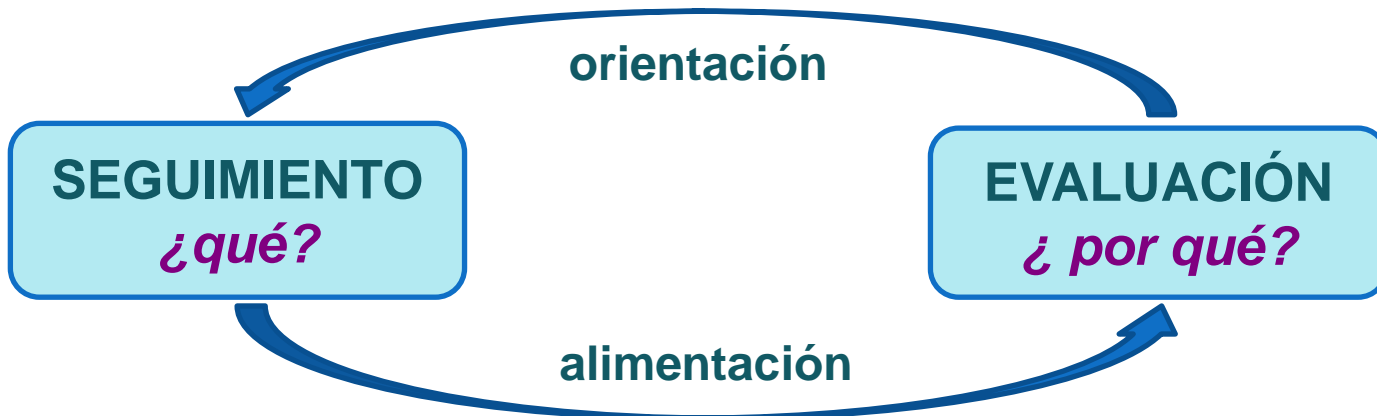 orientación
SEGUIMIENTO
¿qué?
EVALUACIÓN
¿ por qué?
alimentación